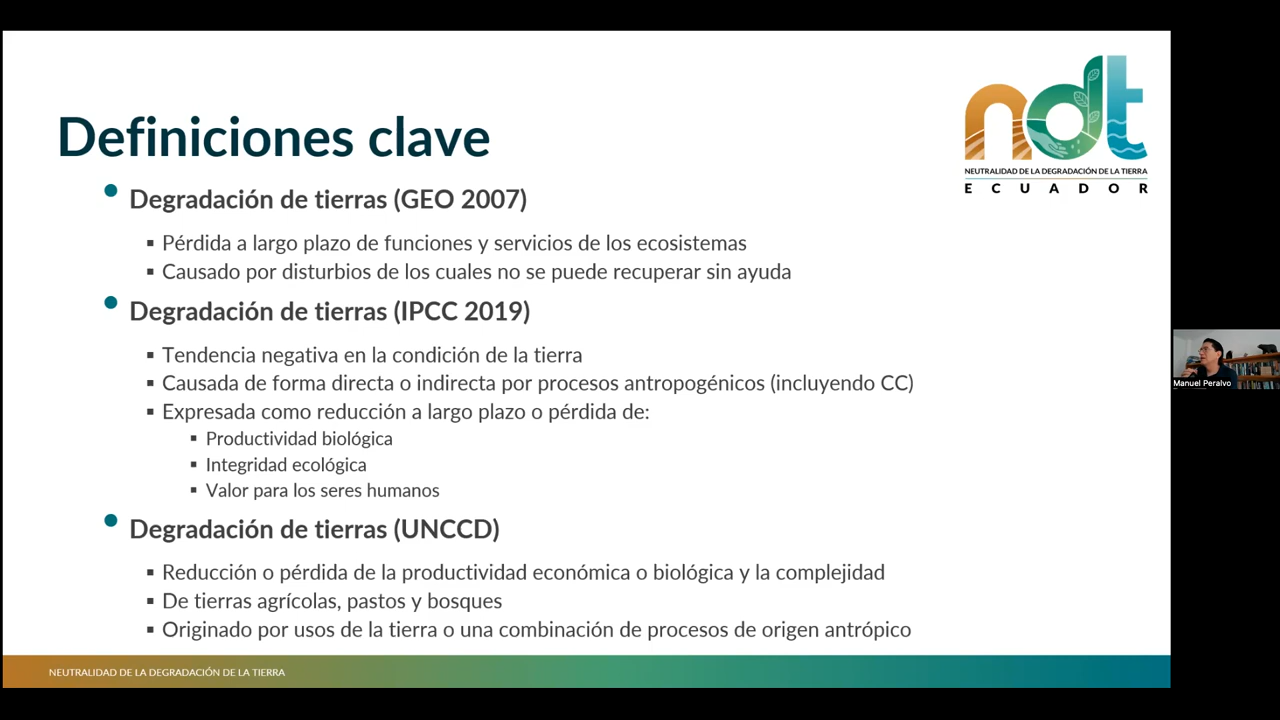 Definiciones clave
ndt
NEUTRALIDAD DE LA DEGRADACIÓN DE LA TIERRA
ECUADOR
Degradación de tierras (GEO 2007)
Pérdida a largo plazo de funciones y servicios de los ecosistemas
Causado por disturbios de los cuales no se puede recuperar sin ayuda
Degradación de tierras (IPCC 2019)
Tendencia negativa en la condición de la tierra
Causada de forma directa o indirecta por procesos antropogénicos (incluyendo CC)
Expresada como reducción a largo plazo o pérdida de:
Productividad biológica
Integridad ecológica
Valor para los seres humanos
Degradación de tierras (UNCCD)
Reducción o pérdida de la productividad económica o biológica y la complejidad
De tierras agrícolas, pastos y bosques
Originado por usos de la tierra o una combinación de procesos de origen antrópico
NEUTRALIDAD DE LA DEGRADACIÓN DE LA TIERRA
Manuel Peralvo